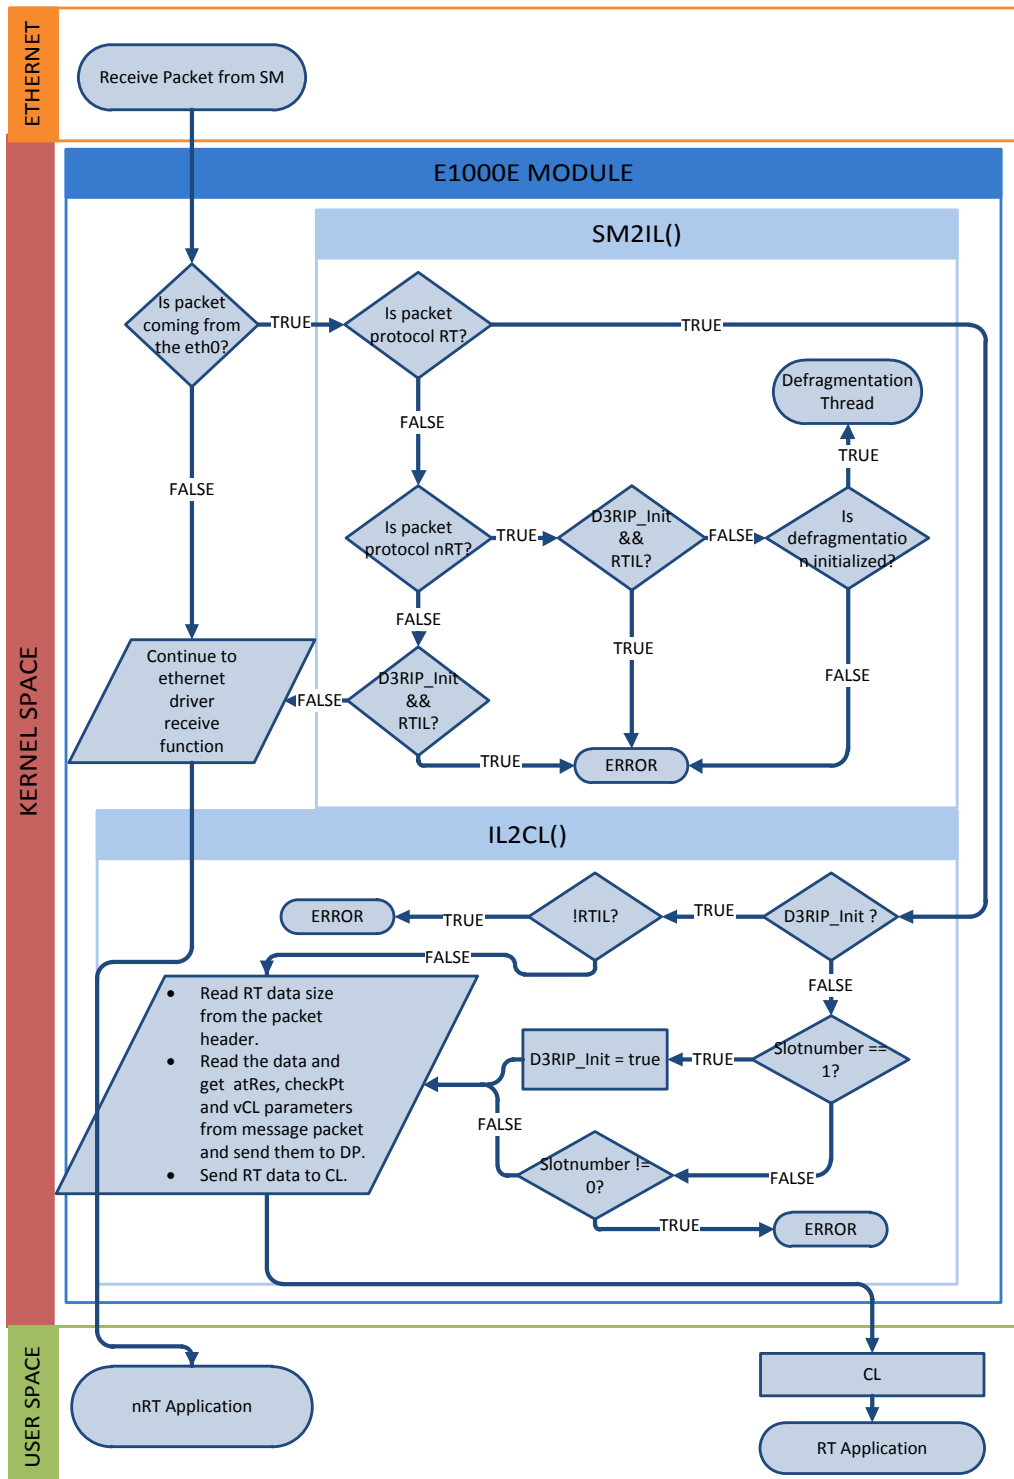 ETHERNET
Receive Packet from SM
KERNEL SPACE
E1000E MODULE
SM2IL()
Is packet
coming from
the eth0?
TRUE
Is packet
protocol RT?
TRUE
Defragmentation
Thread
FALSE
TRUE
FALSE
Is packet
protocol nRT?
TRUE
D3RIP_Init
&&
RTIL?
FALSE
Is
defragmentatio
n initialized?
FALSE
TRUE
FALSE
Continue to
ethernet
driver
receive
function
FALSE
D3RIP_Init
&&
RTIL?
TRUE
ERROR
IL2CL()
ERROR
TRUE
!RTIL?
TRUE
D3RIP_Init ?
FALSE
FALSE
• Read RT data size
from the packet
header.
• Read the data and
get atRes, checkPt
and vCL parameters
from message packet
and send them to DP.
• Send RT data to CL.
D3RIP_Init = true
TRUE
Slotnumber ==
1?
FALSE
Slotnumber !=
0?
FALSE
TRUE
ERROR
USER SPACE
nRT Application
CL
RT Application